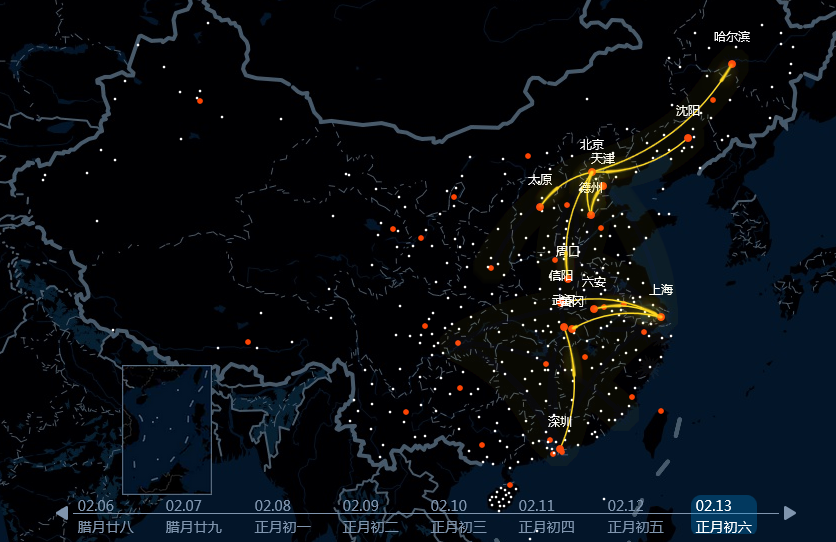 哈尔滨
沈阳
北京
天津
太原
德州
周口
信阳
六安
上海
黄冈
深圳
02.06
腊月廿八
02.07
腊月廿九
02.08
正月初一
02.09
正月初二
02.10
正月初三
02.11
正月初四
02.12
正月初五
02.13
正月初六